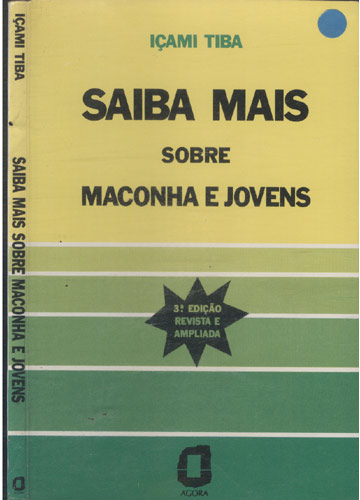 IÇAMI TIBA
SAIBA MAIS SOBRE MACONHA E JOVENS
IÇAMI TIBA
SAIBA MAIS
SOBRE
MACONHA E JOVENS
3ª EDIÇÃO
REVISTA E
AMPLIADA
ÁGORA